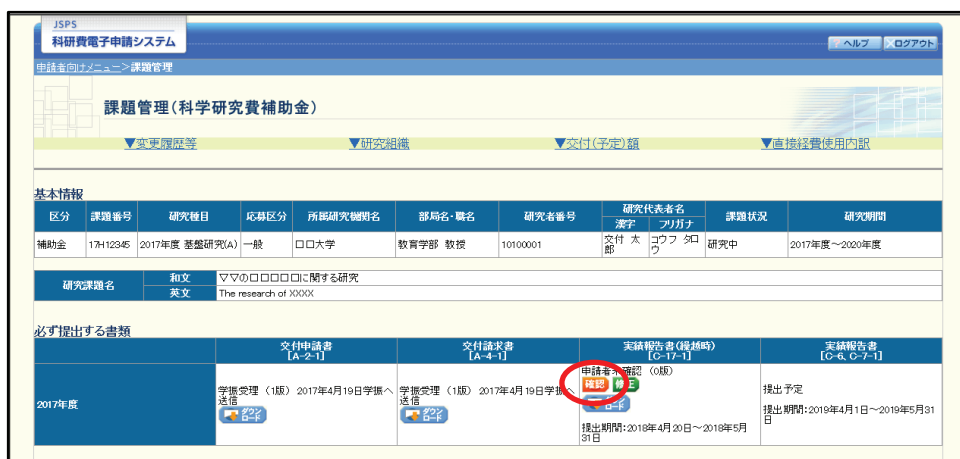 JSPS
科研費電子申請システム
ヘルプ
ログアウト
申請者向けメニュー>課題管理
課題管理(科学研究費補助金)
▼変更履歴等
▼研究組織
▼交付(予定)額
▼直接経費使用内訳
基本情報
区分
課題番号
研究種目
応募区分
所属研究機関名
部局名・職名
研究者番号
研究代表者名
漢字
フリガナ
課題状況
研究期間
補助金
17H12345
2017年度 基盤研究(A)
一般
口口大学
教育学部 教授
10100001
交付 太
郎
コウフ タロ
ウ
研究中
2017年度～2020年度
研究課題名
和文
▽▽の口口口口口に関する研究
英文
The research of XXXX
必ず提出する書類
交付申請書
[A-2-1]
交付請求書
[A-4-1]
実績報告書(繰越時)
[C-17-1]
実績報告書
[C-6, C-7-1]
2017年度
学振受理 (1版) 2017年4月19日学振へ
送信
ダウン
ロード
学振受理 (1版) 2017年4月19日学振へ
送信
ダウン
ロード
申請者未確認 (0版)
確認
修正
ロード
提出期間:2018年4月20日～2018年5月
31日
提出予定
提出期間:2019年4月1日～2019年5月31
日